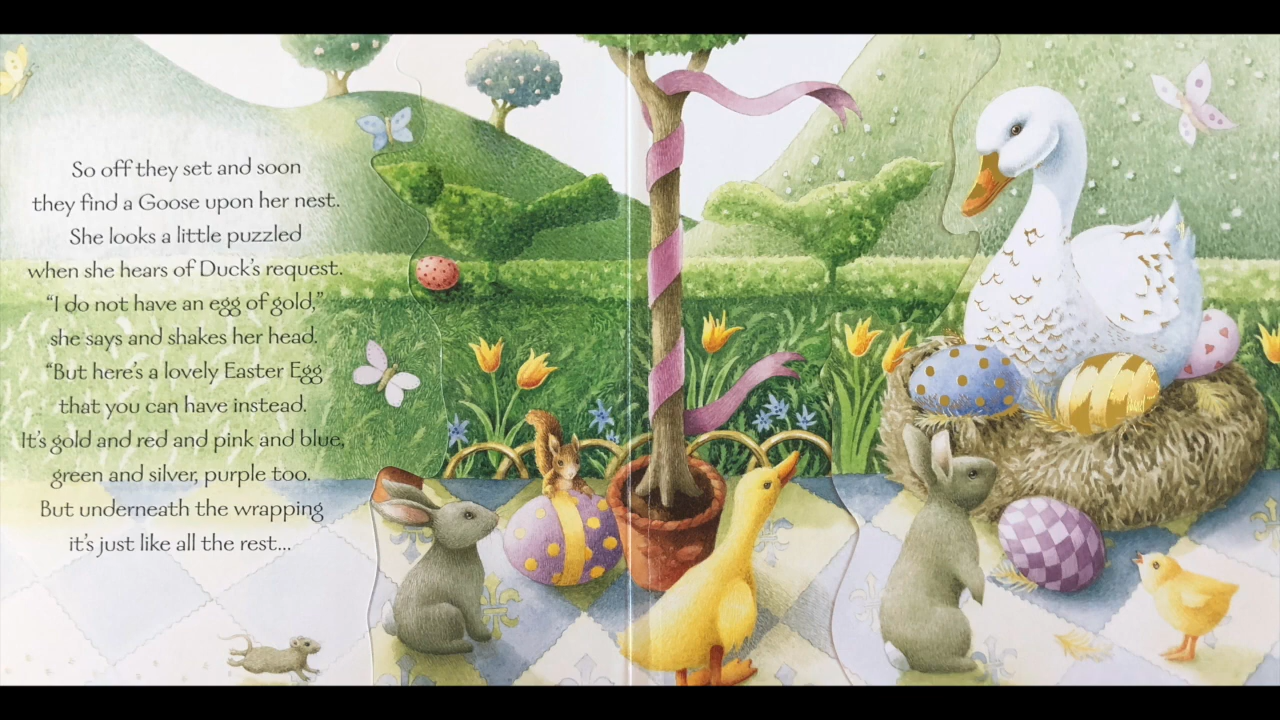 So off they set and soon
they find a Goose upon her nest.
She looks a little puzzled
when she hears of Duck's request.
"I do not have an egg of gold,"
she says and shakes her head.
"But here's a lovely Easter Egg
that you can have instead.
It's gold and red and pink and blue,
green and silver, purple too.
But underneath the wrapping
it's just like all the rest...